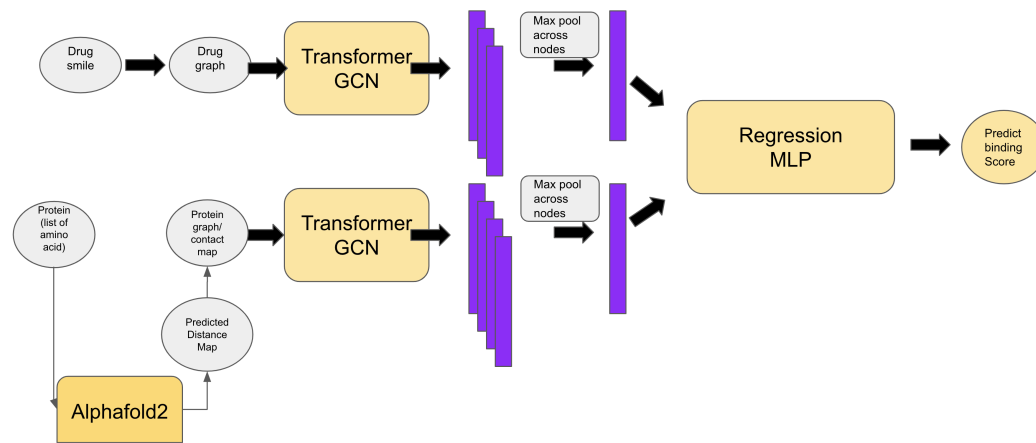 Drug
smile
Drug
graph
Transformer
GCN
Max pool
across
nodes
Regression
MLP
Predict
binding
Score
Protein
(list of
amino
acid)
Protein
graph/
contact
map
Transformer
GCN
Max pool
across
nodes
Predicted
Distance
Map
Alphafold2